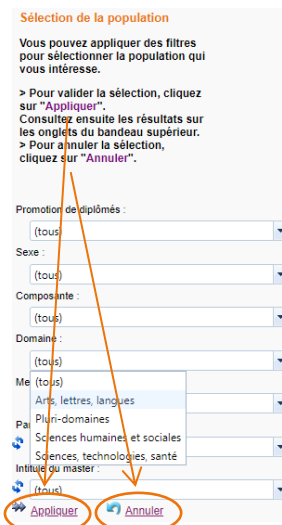 Sélection de la population
Vous pouvez appliquer des filtres
pour sélectionner la population qui
vous intéresse.
> Pour valider la sélection, cliquez
sur "Appliquer".
Consultez ensuite les résultats sur
les onglets du bandeau supérieur.
> Pour annuler la sélection,
cliquez sur "Annuler".
Promotion de diplômés :
(tous)
Sexe :
(tous)
Composante :
(tous)
Domaine :
(tous)
Me
(tous)
Arts, lettres, langues
Pluri-domaines
Sciences humaines et sociales
Sciences, technologies, santé
Pa
Intitulé du master :
(tous)
Appliquer
Annuler